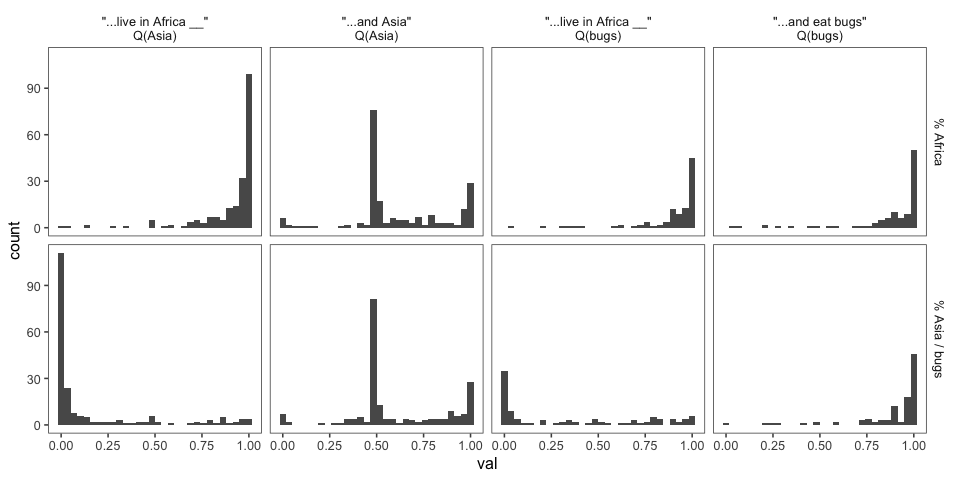 "...live in Africa __"
Q(Asia)
"...and Asia"
Q(Asia)
"...live in Africa __"
Q(bugs)
"...and eat bugs"
Q(bugs)
90
60
30
0
% Africa
count
90
60
30
0
% Asia / bugs
0.00 0.25 0.50 0.75 1.00
0.00 0.25 0.50 0.75 1.00
0.00 0.25 0.50 0.75 1.00
0.00 0.25 0.50 0.75 1.00
val